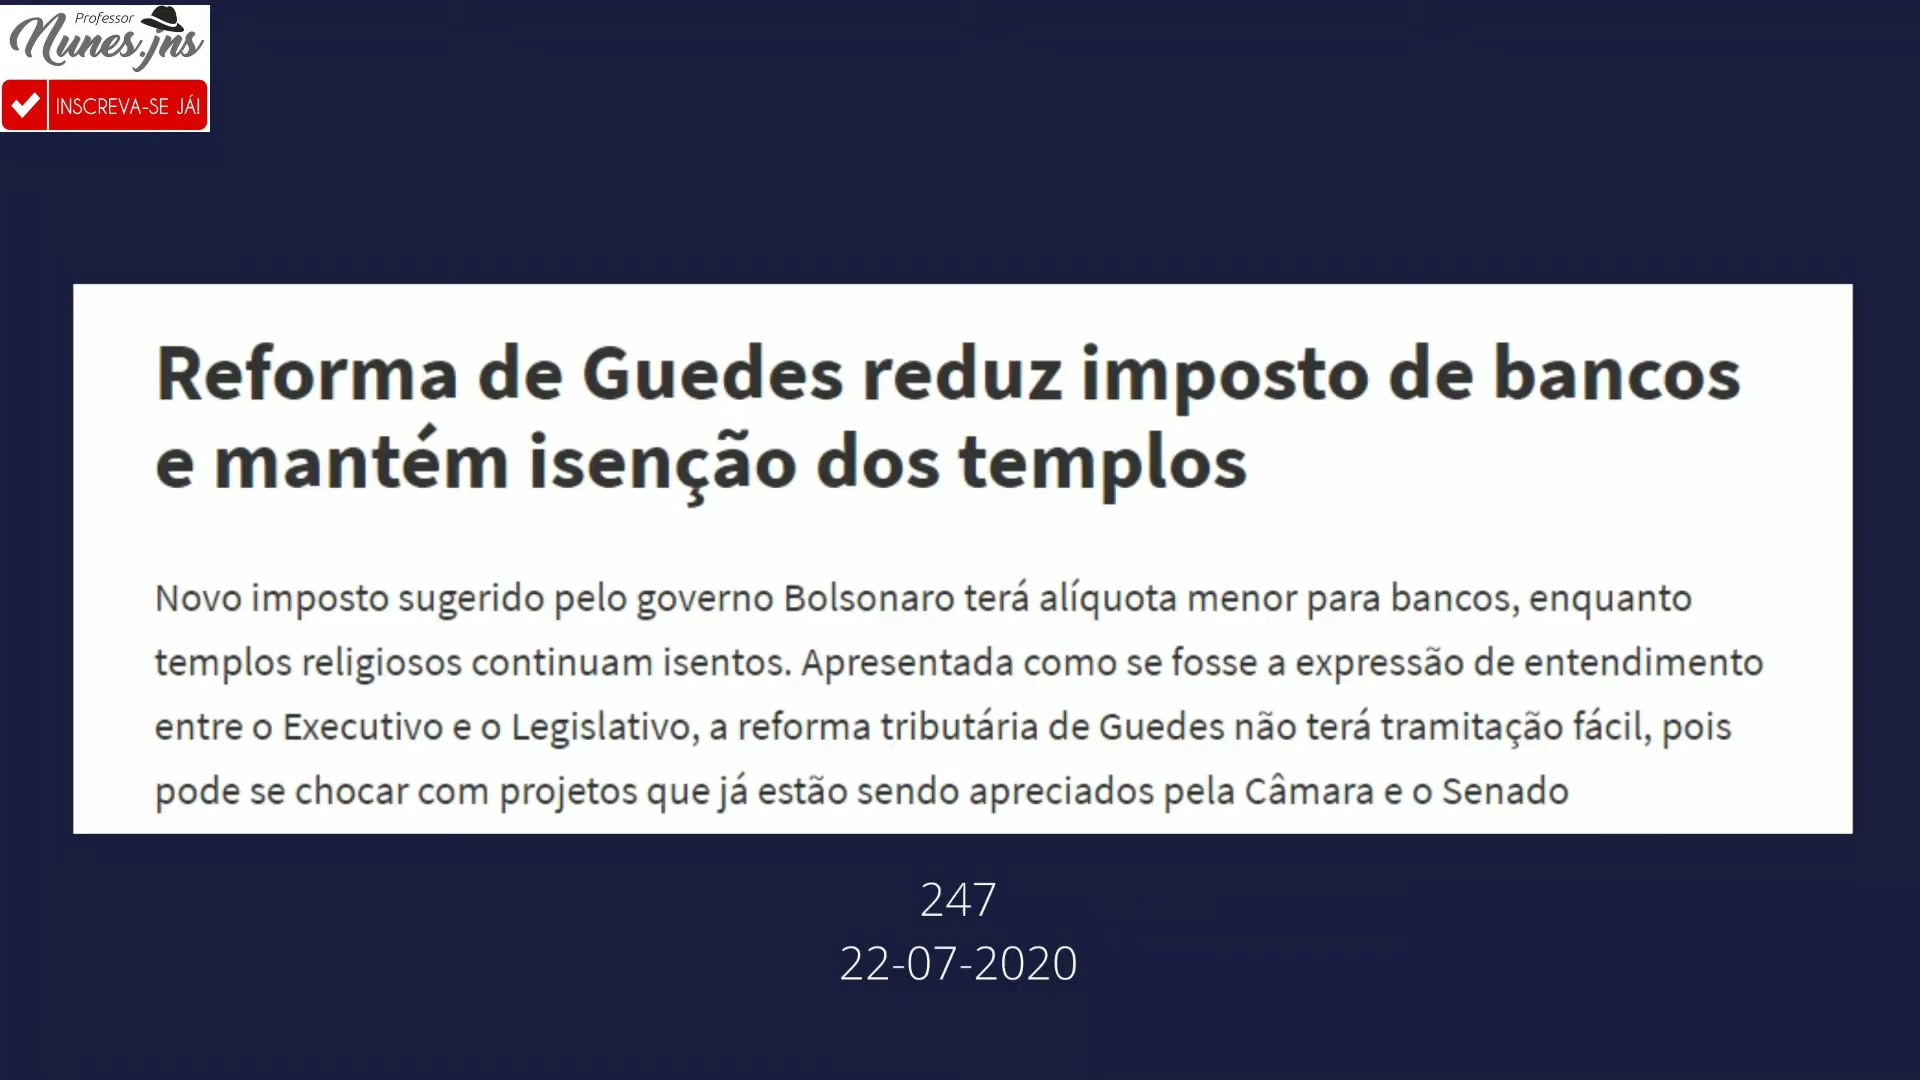 Professor
Nunes.jns
INSCREVA-SE JÁ!
Reforma de Guedes reduz imposto de bancos
e mantém isenção dos templos
Novo imposto sugerido pelo governo Bolsonaro terá alíquota menor para bancos, enquanto
templos religiosos continuam isentos. Apresentada como se fosse a expressão de entendimento
entre o Executivo e o Legislativo, a reforma tributária de Guedes não terá tramitação fácil, pois
pode se chocar com projetos que já estão sendo apreciados pela Câmara e o Senado
247
22-07-2020